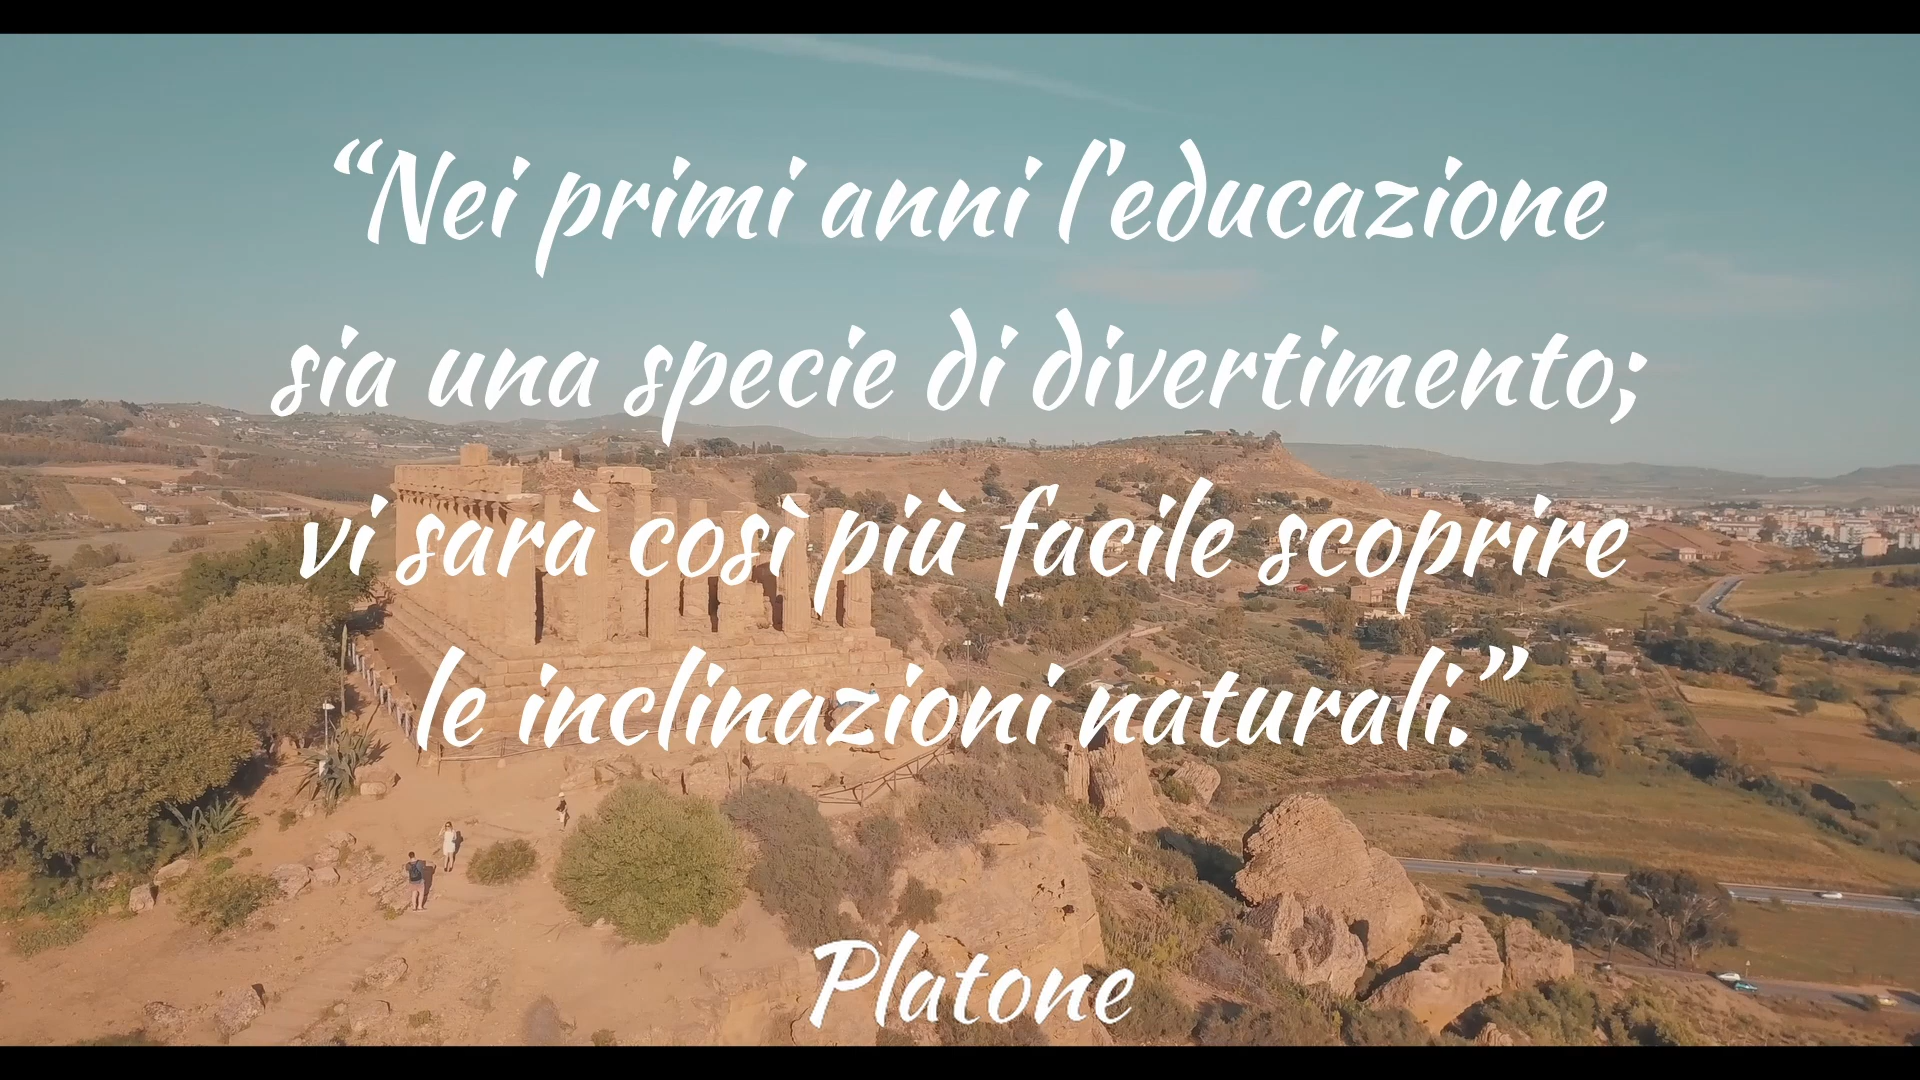 “Nei primi anni l'educazione
sia una specie di divertimento;
vi sarà così più facile scoprire
le inclinazioni naturali.”
Platone